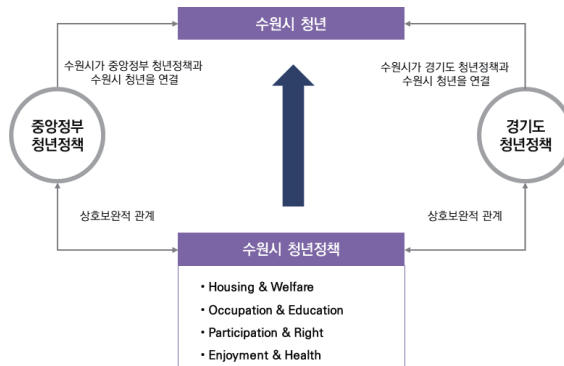 수원시 청년
수원시가 중앙정부 청년정책과
수원시 청년을 연결
수원시가 경기도 청년정책과
수원시 청년을 연결
중앙정부
청년정책
경기도
청년정책
상호보완적 관계
상호보완적 관계
수원시 청년정책
• Housing & Welfare
• Occupation & Education
• Participation & Right
• Enjoyment & Health